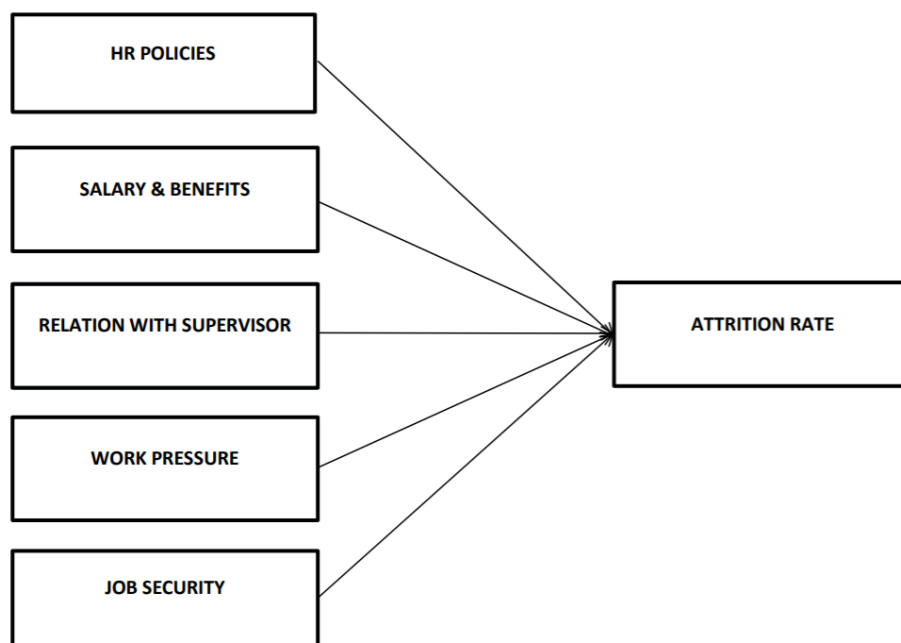 HR POLICIES
SALARY & BENEFITS
RELATION WITH SUPERVISOR
ATTRITION RATE
WORK PRESSURE
JOB SECURITY